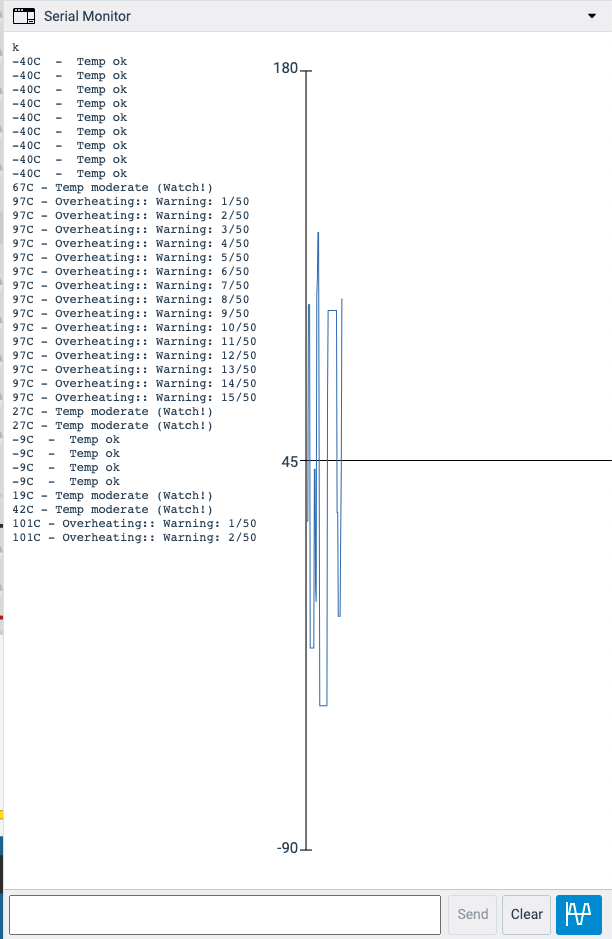 Serial Monitor
k
-40C  -  Temp ok
-40C  -  Temp ok
-40C  -  Temp ok
-40C  -  Temp ok
-40C  -  Temp ok
-40C  -  Temp ok
-40C  -  Temp ok
-40C  -  Temp ok
-40C  -  Temp ok
67C - Temp moderate (Watch!)
97C - Overheating:: Warning: 1/50
97C - Overheating:: Warning: 2/50
97C - Overheating:: Warning: 3/50
97C - Overheating:: Warning: 4/50
97C - Overheating:: Warning: 5/50
97C - Overheating:: Warning: 6/50
97C - Overheating:: Warning: 7/50
97C - Overheating:: Warning: 8/50
97C - Overheating:: Warning: 9/50
97C - Overheating:: Warning: 10/50
97C - Overheating:: Warning: 11/50
97C - Overheating:: Warning: 12/50
97C - Overheating:: Warning: 13/50
97C - Overheating:: Warning: 14/50
97C - Overheating:: Warning: 15/50
27C - Temp moderate (Watch!)
27C - Temp moderate (Watch!)
-9C  -  Temp ok
-9C  -  Temp ok
-9C  -  Temp ok
-9C  -  Temp ok
19C - Temp moderate (Watch!)
42C - Temp moderate (Watch!)
101C - Overheating:: Warning: 1/50
101C - Overheating:: Warning: 2/50
180
45
-90
Send
Clear